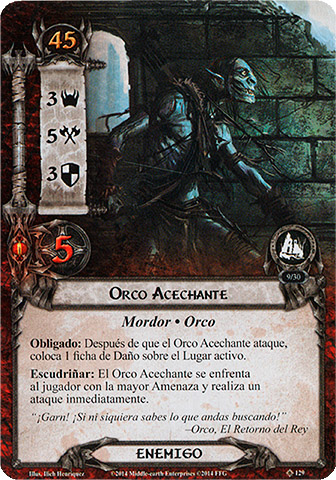 45
3
5
3
5
9/30
Orco Acechante
Mordor • Orco
Obligado: Después de que el Orco Acechante ataque,
coloca 1 ficha de Daño sobre el Lugar activo.
Escudriñar: El Orco Acechante se enfrenta
al jugador con la mayor Amenaza y realiza un
ataque inmediatamente.
“¡Garn! ¡Si ni siquiera sabes lo que andas buscando!”
–Orco, El Retorno del Rey
ENEMIGO
Illus. Ilich Henriquez
©2014 Middle-earth Enterprises ©2014 FFG
129